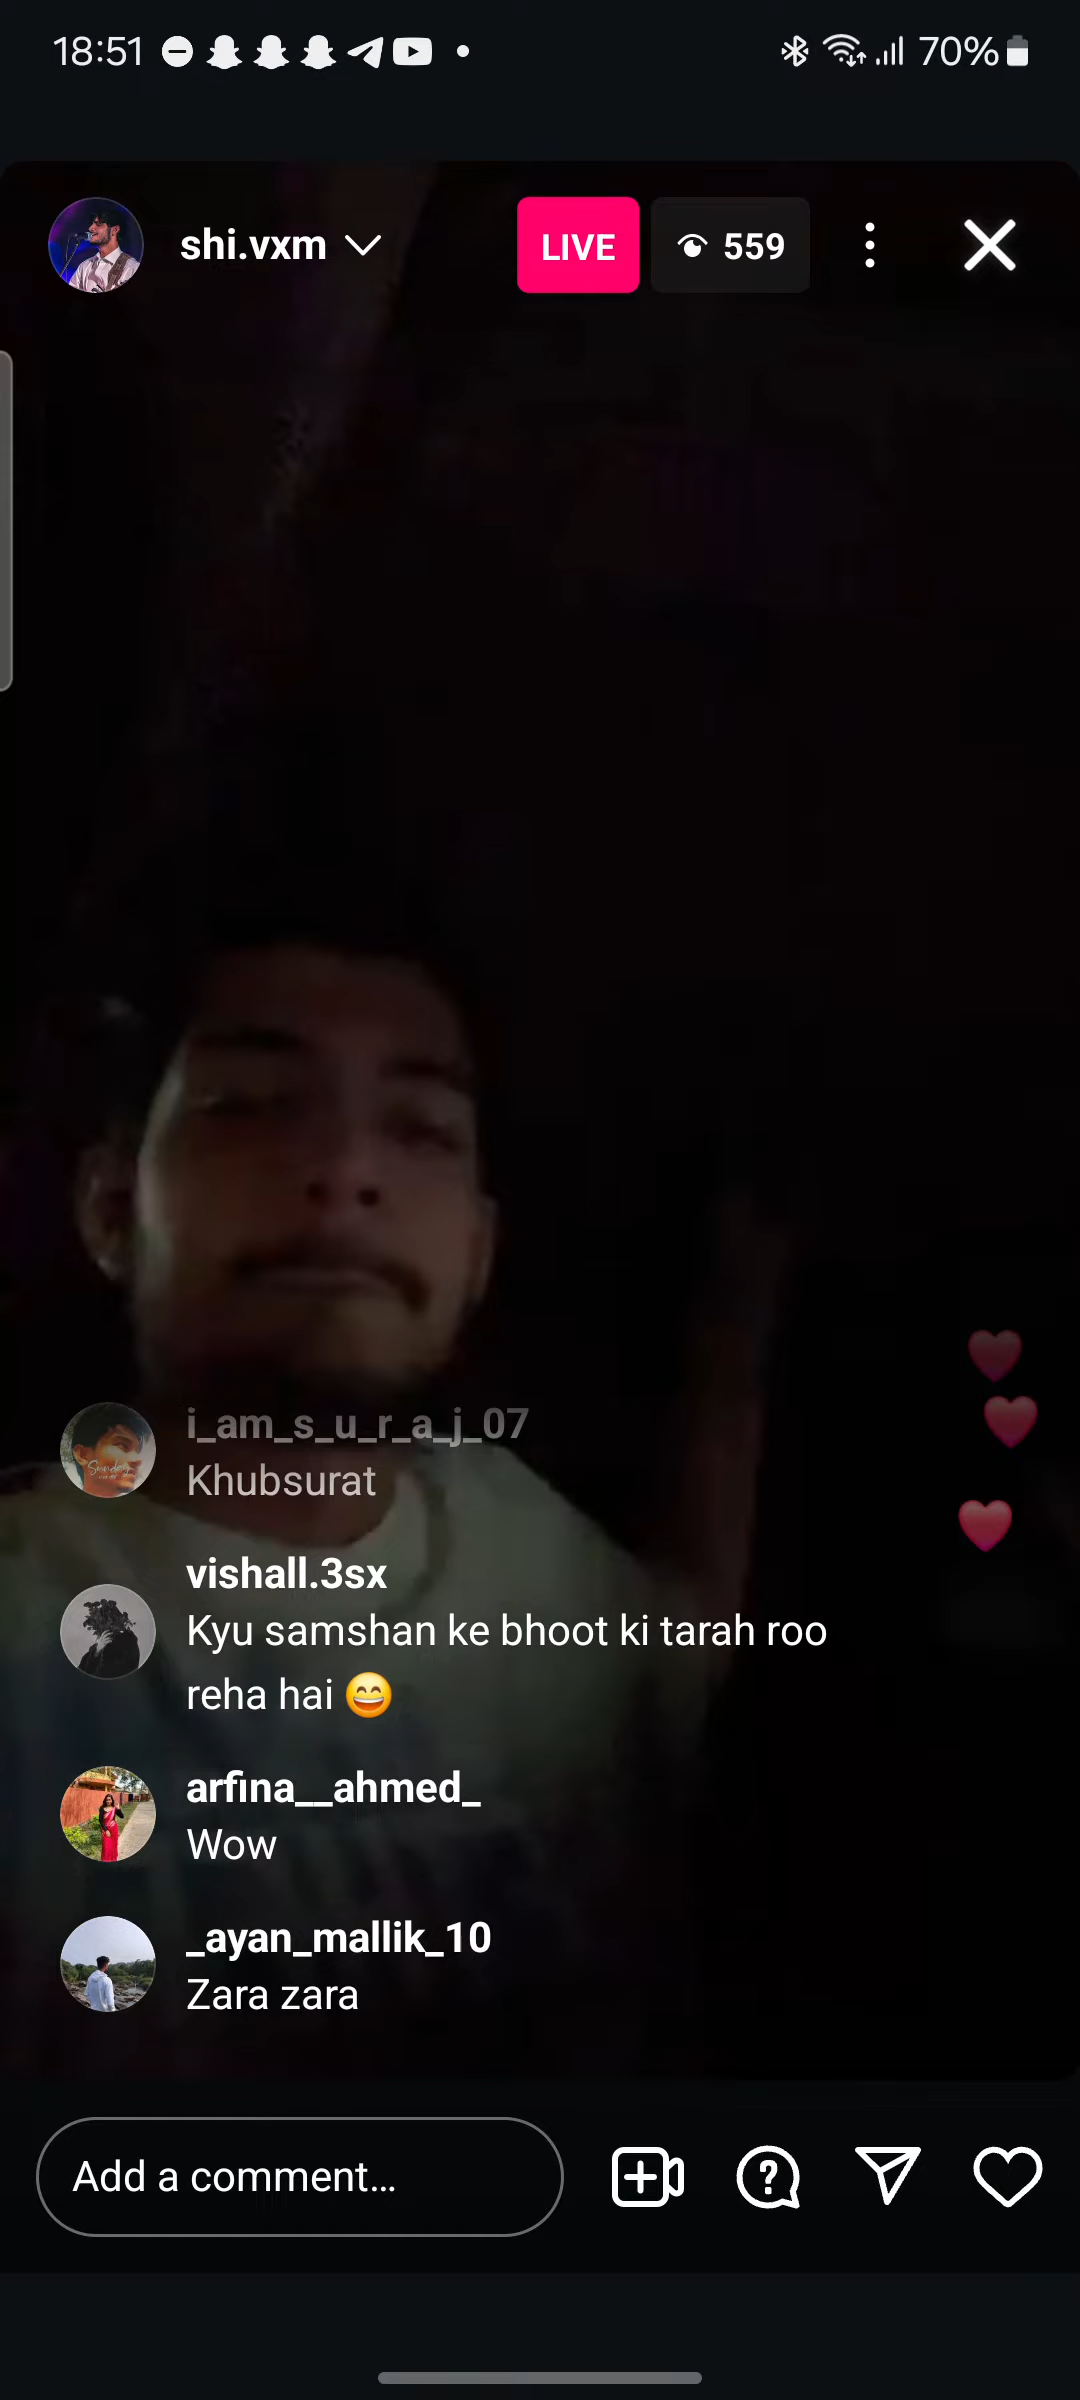 18:51
70%
shi.vxm
LIVE
559
i_am_s_u_r_a_j_07
Khubsurat
vishall.3sx
Kyu samshan ke bhoot ki tarah roo
reha hai 😄
arfina__ahmed_
Wow
_ayan_mallik_10
Zara zara
Add a comment...